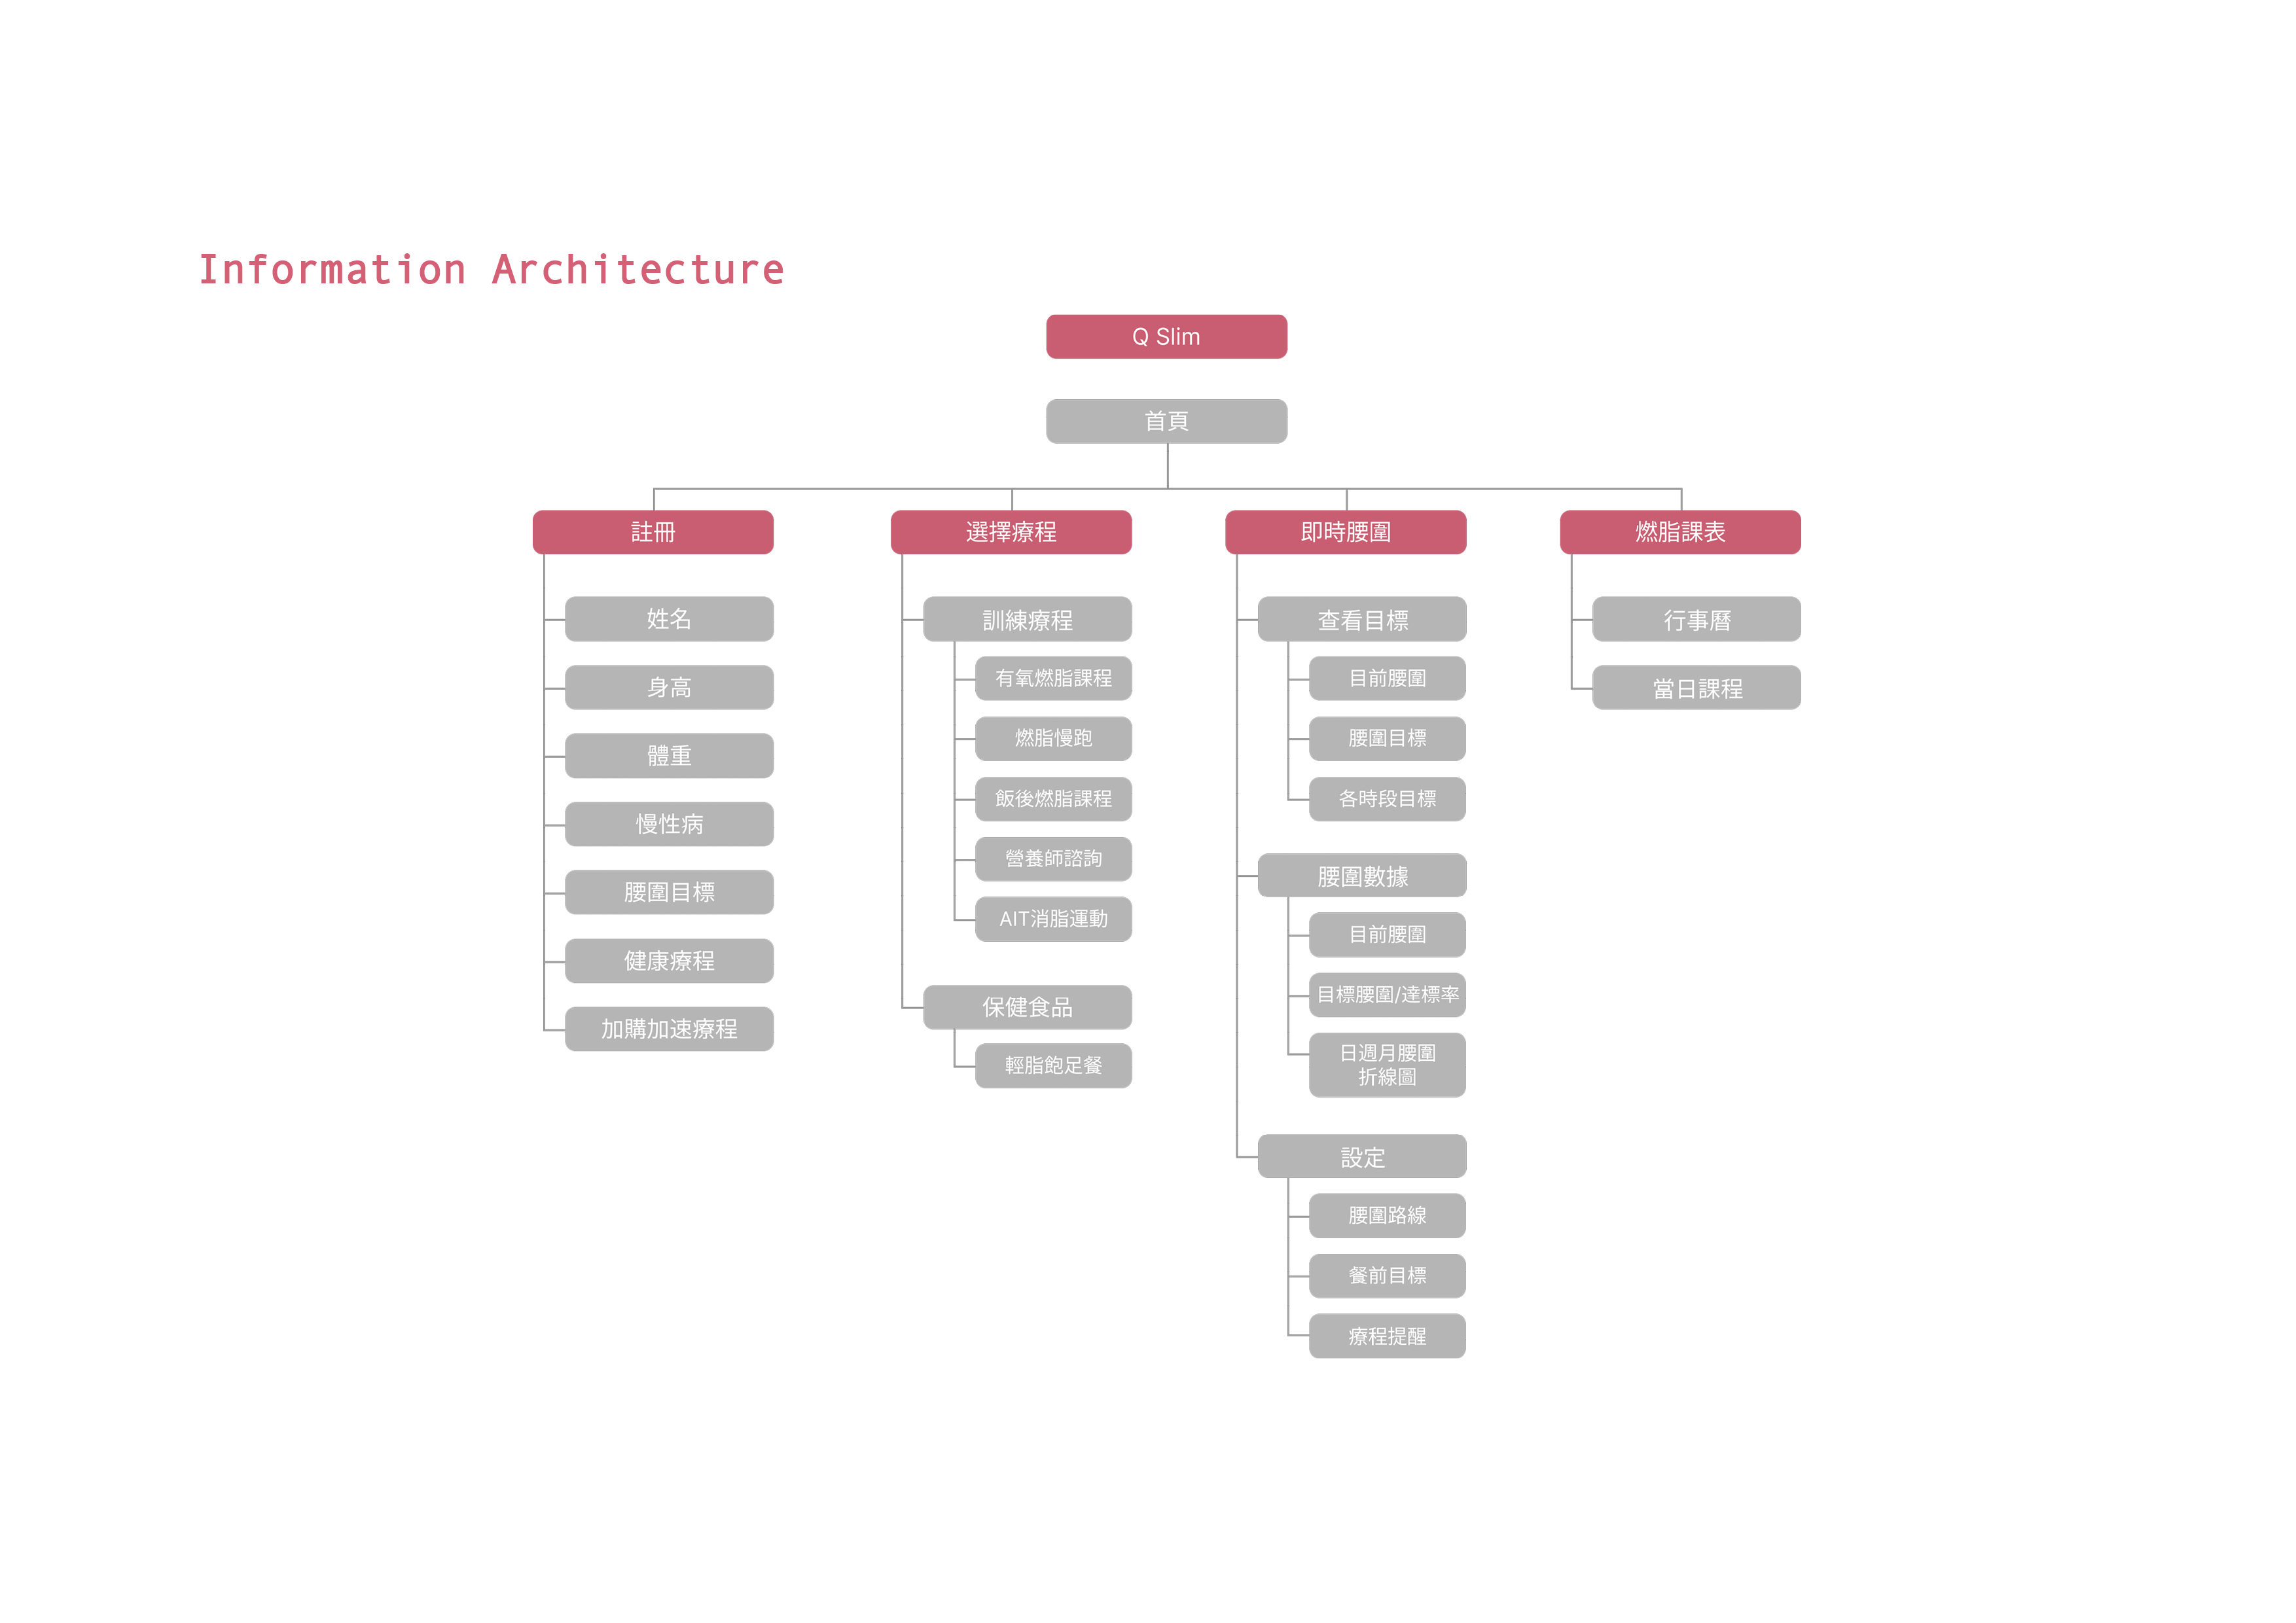 Information Architecture
Q Slim
首頁
註冊
姓名
身高
體重
慢性病
腰圍目標
健康療程
加購加速療程
選擇療程
訓練療程
有氧燃脂課程
燃脂慢跑
飯後燃脂課程
營養師諮詢
AIT消脂運動
保健食品
輕脂飽足餐
即時腰圍
查看目標
目前腰圍
腰圍目標
各時段目標
腰圍數據
目前腰圍
目標腰圍/達標率
日週月腰圍
折線圖
設定
腰圍路線
餐前目標
療程提醒
燃脂課表
行事曆
當日課程